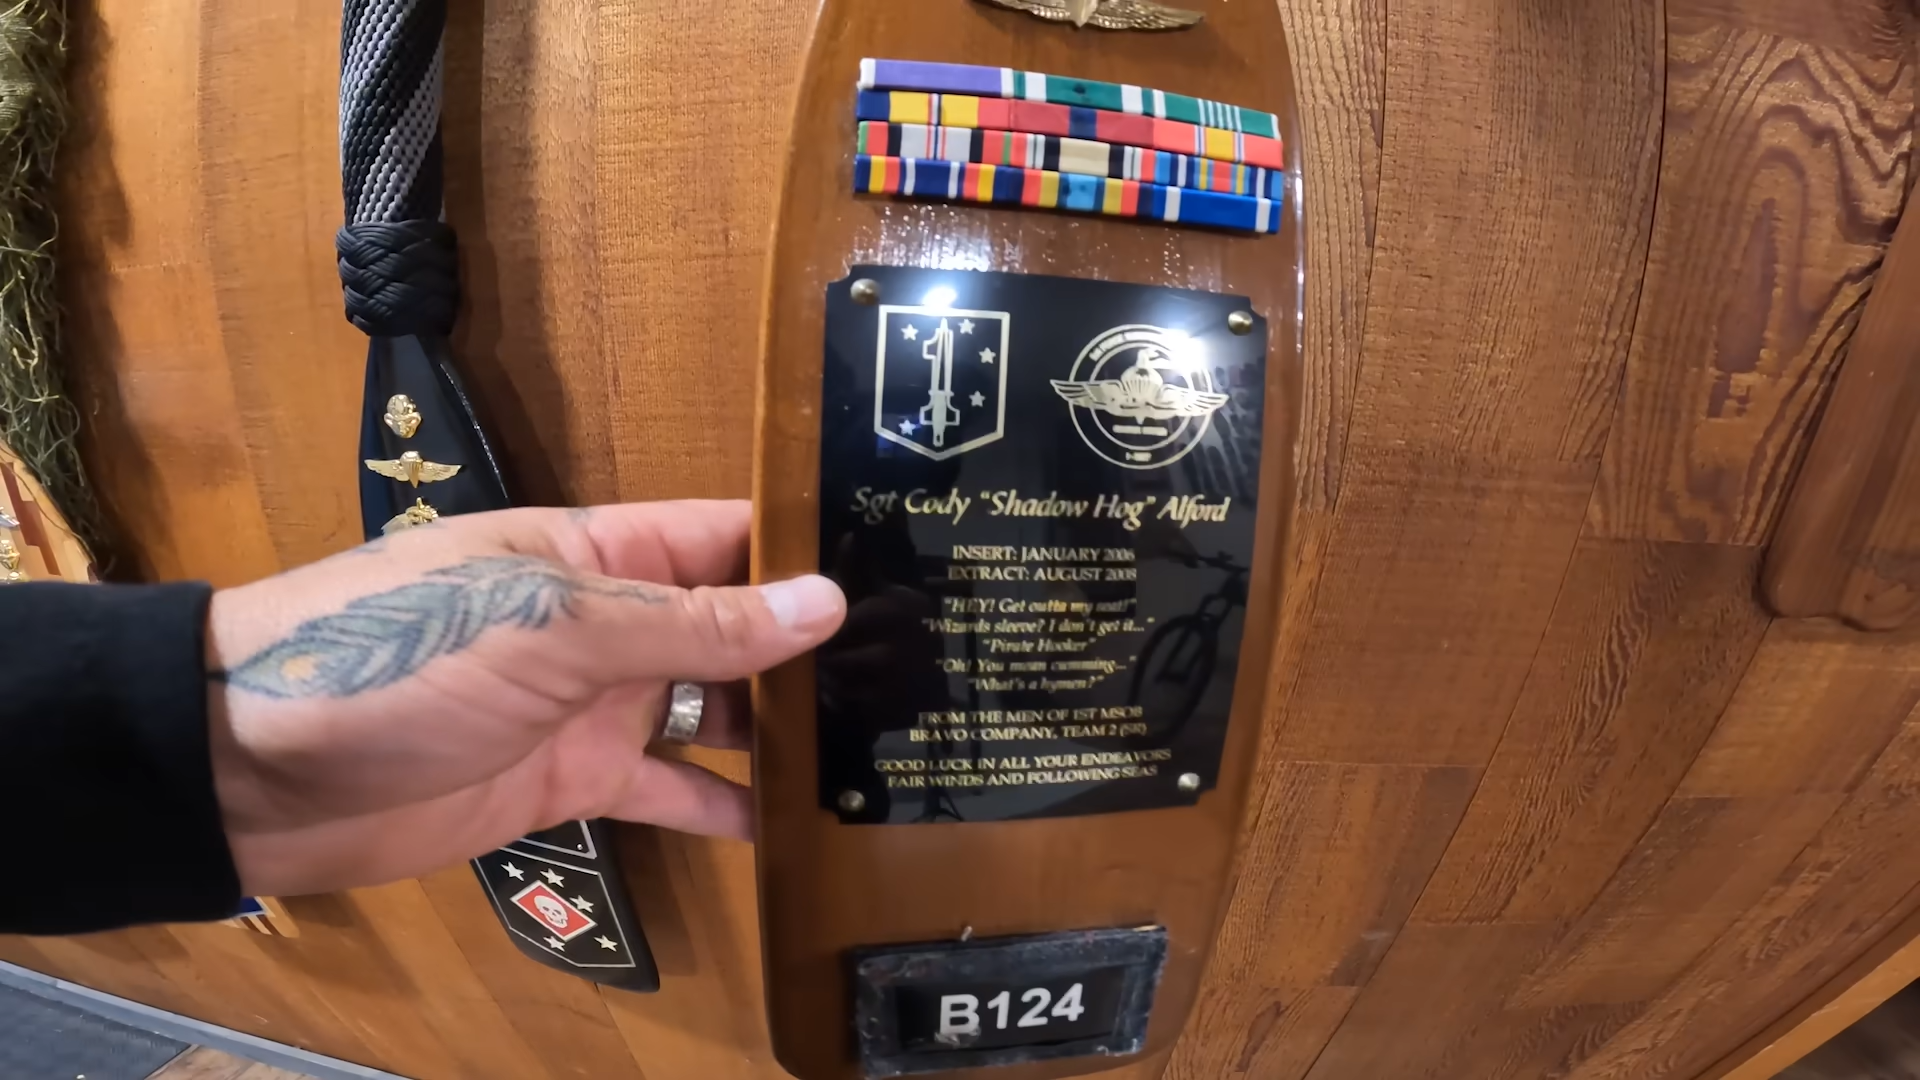 Sgt Cody "Shadow Hog" Alford
INSERT: JANUARY 2006
EXTRACT: AUGUST 2008
"HEY! Get outta my seat!"
"Wizards sleeve? I don't get it..."
"Pirate Hooker"
"Oh! You mean cumming..."
"What's a hymen?"
FROM THE MEN OF 1ST MSOB
BRAVO COMPANY, TEAM 2 (SR)
GOOD LUCK IN ALL YOUR ENDEAVORS
FAIR WINDS AND FOLLOWING SEAS
B124